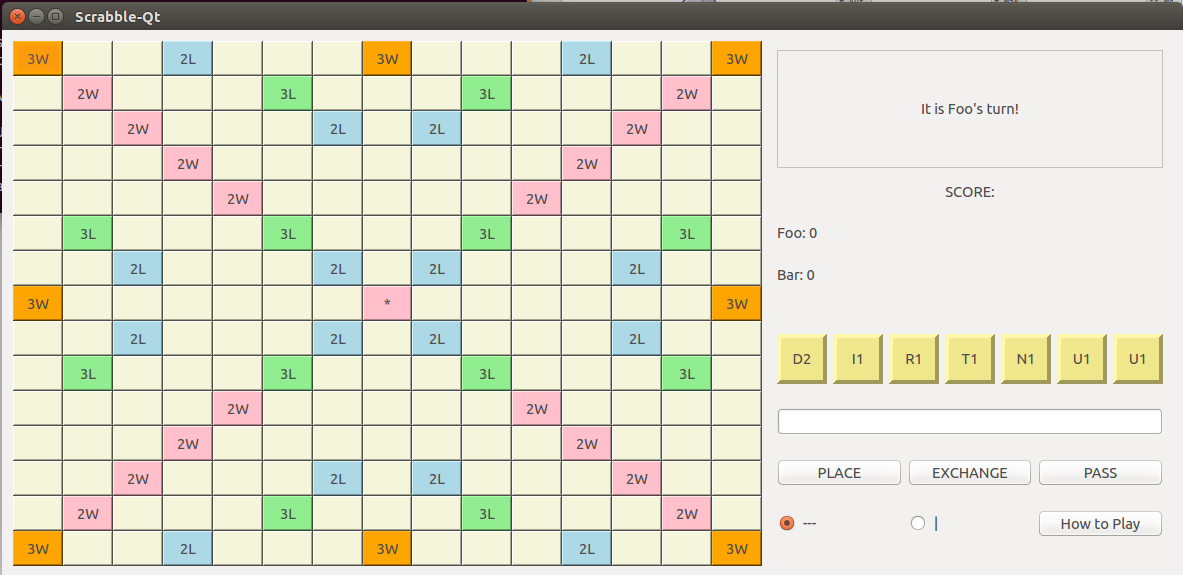 Scrabble-Qt
3W 2L 3W 2L 3W
2W 3L 3L 2W
2W 2L 2L 2W
2W 2W
2W 2W
3L 3L 3L 3L
2L 2L 2L 2L
3W * 3W
2L 2L 2L 2L
3L 3L 3L 3L
2W 2W
2W 2W
2W 2L 2L 2W
2W 3L 3L 2W
3W 2L 3W 2L 3W
It is Foo's turn!
SCORE:
Foo: 0
Bar: 0
D2 I1 R1 T1 N1 U1 U1
PLACE EXCHANGE PASS
--- | How to Play